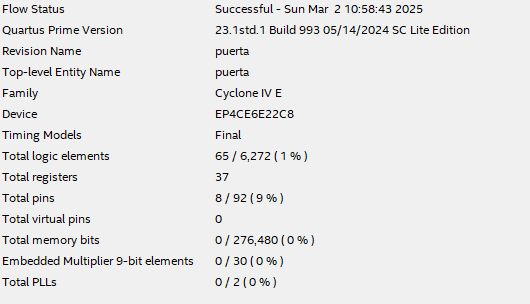 Flow Status Successful - Sun Mar 2 10:58:43 2025
Quartus Prime Version 23.1std.1 Build 993 05/14/2024 SC Lite Edition
Revision Name puerta
Top-level Entity Name puerta
Family Cyclone IV E
Device EP4CE6E22C8
Timing Models Final
Total logic elements 65 / 6,272 ( 1 % )
Total registers 37
Total pins 8 / 92 ( 9 % )
Total virtual pins 0
Total memory bits 0 / 276,480 ( 0 % )
Embedded Multiplier 9-bit elements 0 / 30 ( 0 % )
Total PLLs 0 / 2 ( 0 % )